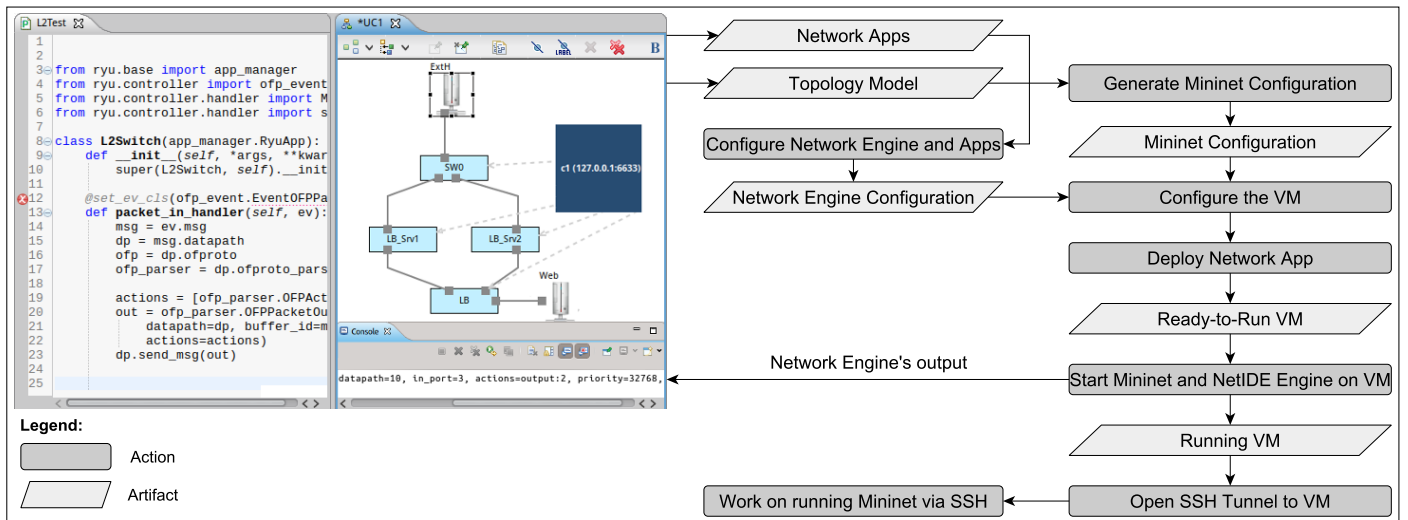 L2Test
1
2
3 from ryu.base import app_manager
4 from ryu.controller import ofp_event
5 from ryu.controller.handler import M
6 from ryu.controller.handler import s
7
8 class L2Switch(app_manager.RyuApp):
9 def __init__(self, *args, **kwar
10 super(L2Switch, self).__init
11
12 @set_ev_cls(ofp_event.EventOFPPa
13 def packet_in_handler(self, ev):
14 msg = ev.msg
15 dp = msg.datapath
16 ofp = dp.ofproto
17 ofp_parser = dp.ofproto_pars
18
19 actions = [ofp_parser.OFPAct
20 out = ofp_parser.OFPPacketOu
21 datapath=dp, buffer_id=m
22 actions=actions)
23 dp.send_msg(out)
24
25
*UC1
LABEL
B
ExtH
SW0
c1 (127.0.0.1:6633)
LB_Srv1
LB_Srv2
Web
LB
Console
datapath=10, in_port=3, actions=output:2, priority=32768,
Network Apps
Topology Model
Generate Mininet Configuration
Configure Network Engine and Apps
Mininet Configuration
Network Engine Configuration
Configure the VM
Deploy Network App
Ready-to-Run VM
Network Engine's output
Start Mininet and NetIDE Engine on VM
Running VM
Work on running Mininet via SSH
Open SSH Tunnel to VM
Legend:
Action
Artifact